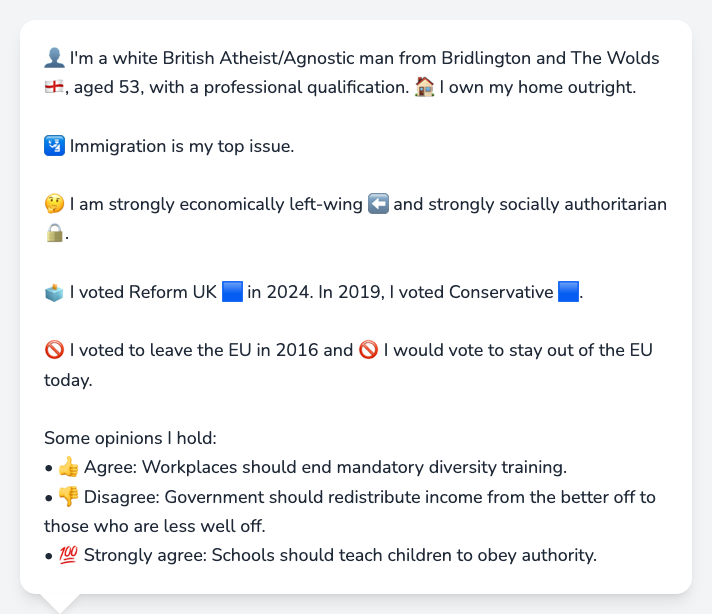 👤 I'm a white British Atheist/Agnostic man from Bridlington and The Wolds
🏴󠁧󠁢󠁥󠁮󠁧󠁿, aged 53, with a professional qualification. 🏠 I own my home outright.
🛂 Immigration is my top issue.
🤔 I am strongly economically left-wing ⬅️ and strongly socially authoritarian
🔒.
🗳️ I voted Reform UK 🟦 in 2024. In 2019, I voted Conservative 🟦.
🚫 I voted to leave the EU in 2016 and 🚫 I would vote to stay out of the EU
today.
Some opinions I hold:
• 👍 Agree: Workplaces should end mandatory diversity training.
• 👎 Disagree: Government should redistribute income from the better off to
those who are less well off.
• 💯 Strongly agree: Schools should teach children to obey authority.